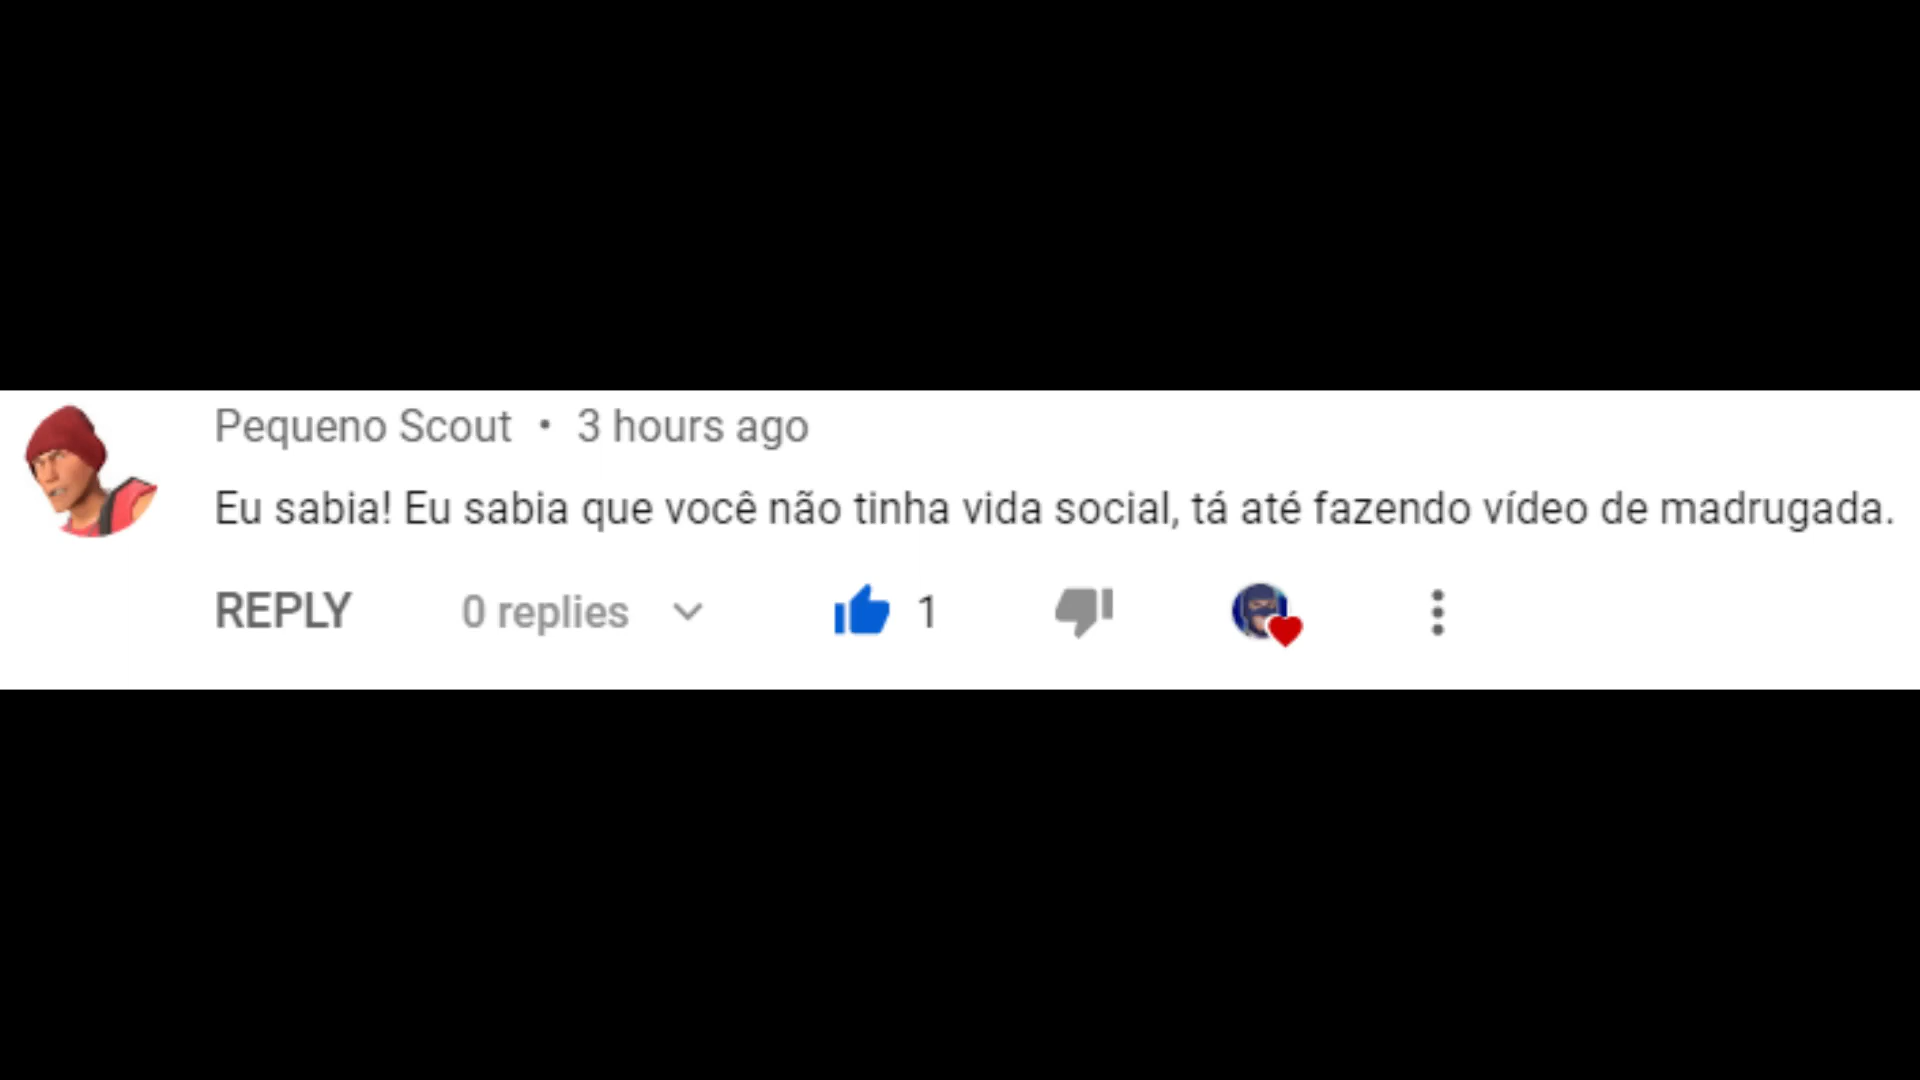 Pequeno Scout • 3 hours ago
Eu sabia! Eu sabia que você não tinha vida social, tá até fazendo vídeo de madrugada.
REPLY 0 replies 1